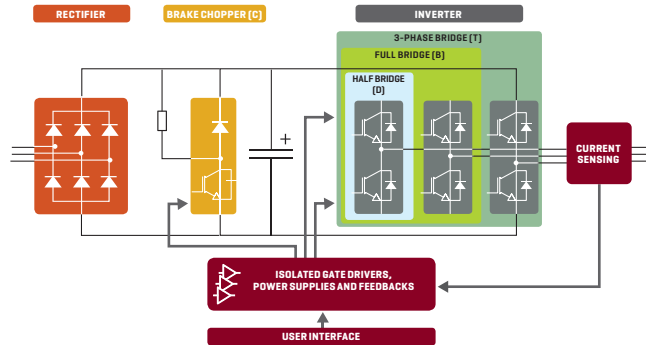 RECTIFIER
BRAKE CHOPPER (C)
INVERTER
3-PHASE BRIDGE (T)
FULL BRIDGE (B)
HALF BRIDGE
(D)
+
CURRENT
SENSING
ISOLATED GATE DRIVERS,
POWER SUPPLIES AND FEEDBACKS
USER INTERFACE